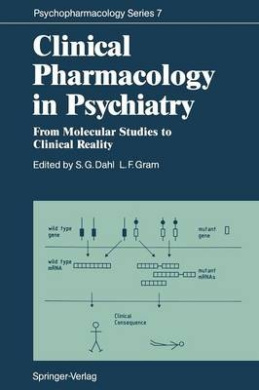 Psychopharmacology Series 7
Clinical
Pharmacology
in Psychiatry
From Molecular Studies to
Clinical Reality
Edited by S.G. Dahl L.F. Gram
wild type
gene
mutant
gene
wild type
mRNA
mutant
mRNAs
Clinical
Consequence
Springer-Verlag